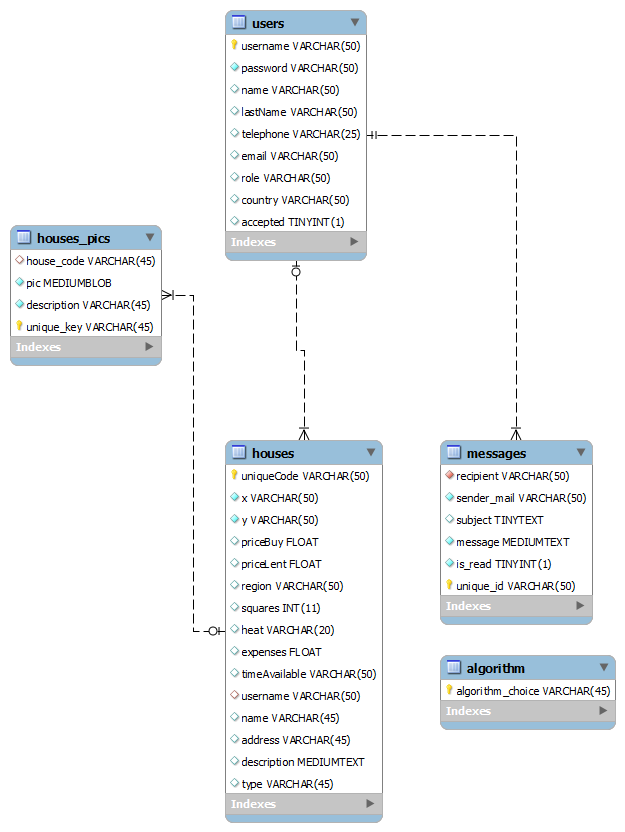 users
username VARCHAR(50)
password VARCHAR(50)
name VARCHAR(50)
lastName VARCHAR(50)
telephone VARCHAR(25)
email VARCHAR(50)
role VARCHAR(50)
country VARCHAR(50)
accepted TINYINT(1)
Indexes
houses_pics
house_code VARCHAR(45)
pic MEDIUMBLOB
description VARCHAR(45)
unique_key VARCHAR(45)
Indexes
houses
uniqueCode VARCHAR(50)
x VARCHAR(50)
y VARCHAR(50)
priceBuy FLOAT
priceLent FLOAT
region VARCHAR(50)
squares INT(11)
heat VARCHAR(20)
expenses FLOAT
timeAvailable VARCHAR(50)
username VARCHAR(50)
name VARCHAR(45)
address VARCHAR(45)
description MEDIUMTEXT
type VARCHAR(45)
Indexes
messages
recipient VARCHAR(50)
sender_mail VARCHAR(50)
subject TINYTEXT
message MEDIUMTEXT
is_read TINYINT(1)
unique_id VARCHAR(50)
Indexes
algorithm
algorithm_choice VARCHAR(45)
Indexes